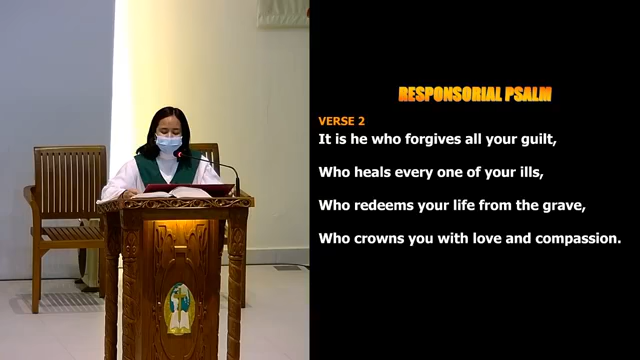 RESPONSORIAL PSALM
VERSE 2
It is he who forgives all your guilt,
Who heals every one of your ills,
Who redeems your life from the grave,
Who crowns you with love and compassion.